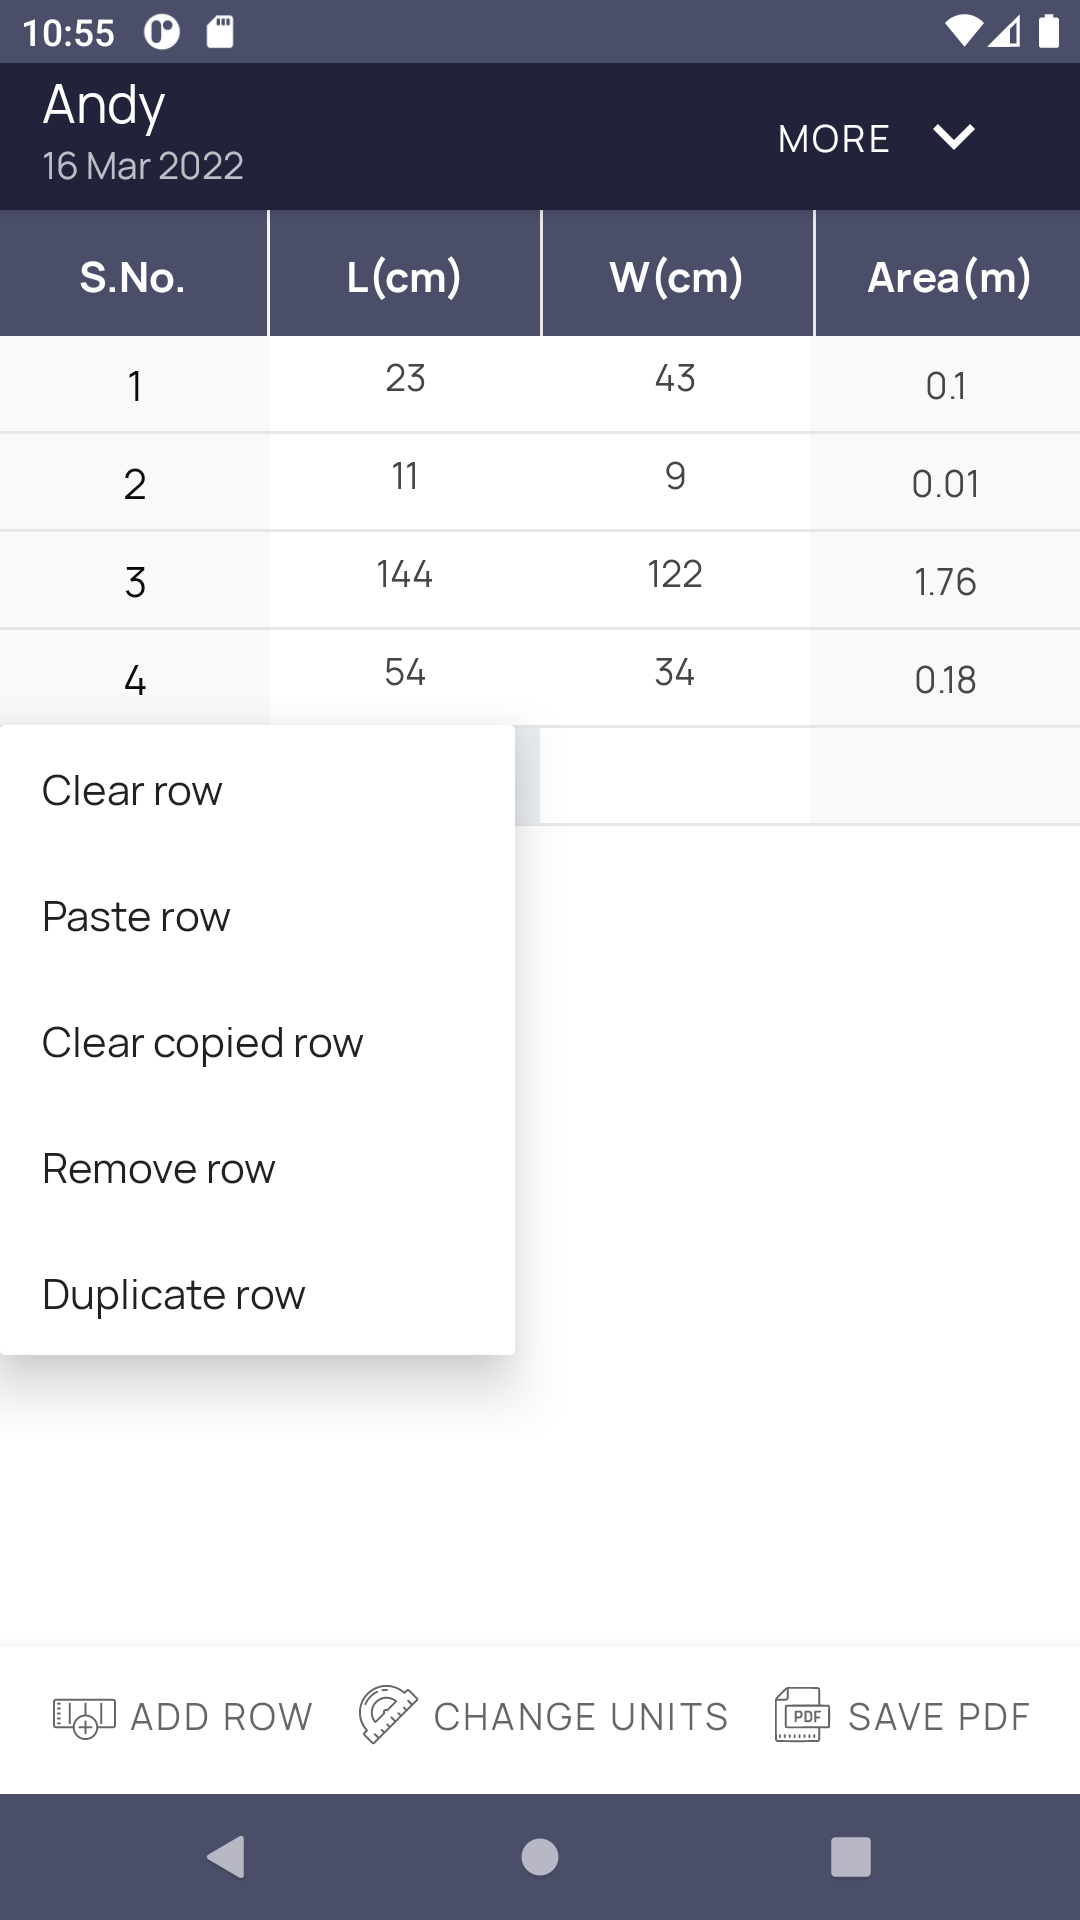 10:55
Andy
16 Mar 2022
MORE
S.No. L(cm) W(cm) Area(m)
1 23 43 0.1
2 11 9 0.01
3 144 122 1.76
4 54 34 0.18
Clear row
Paste row
Clear copied row
Remove row
Duplicate row
ADD ROW CHANGE UNITS PDF SAVE PDF